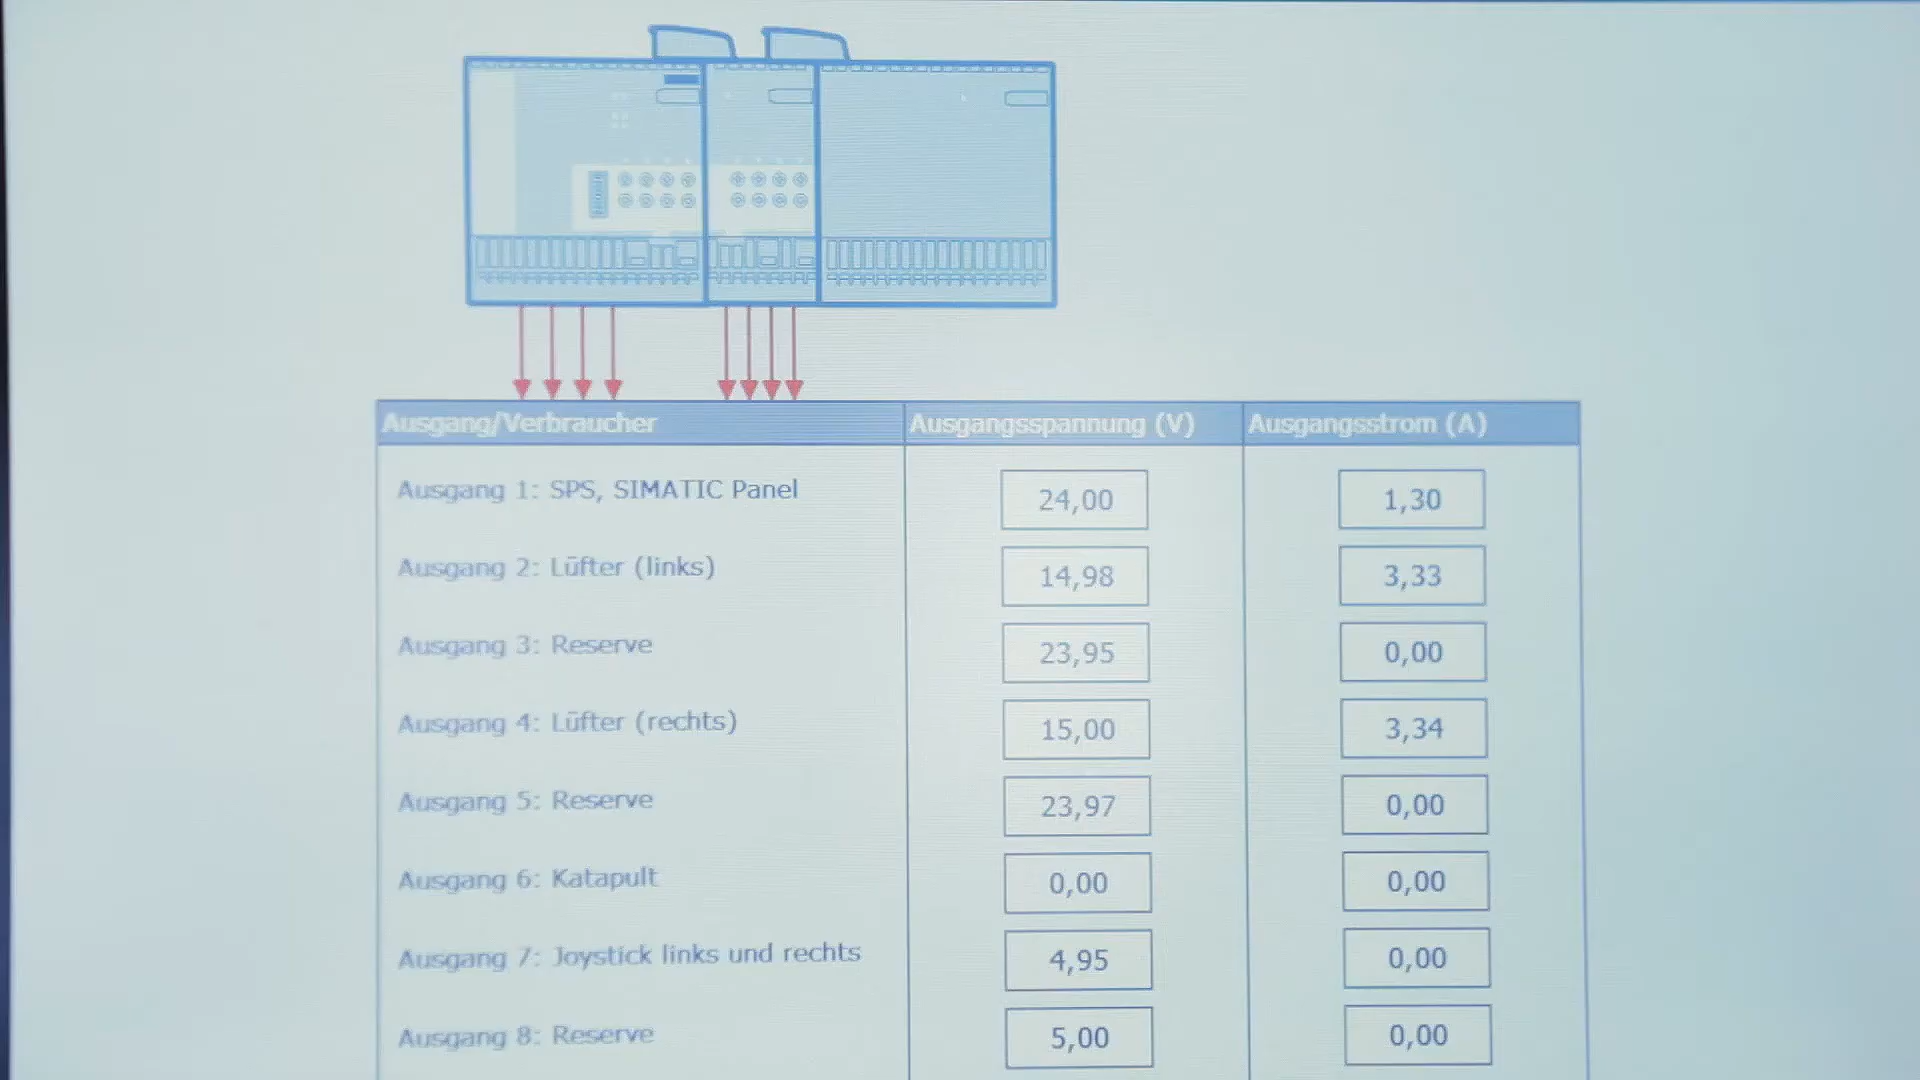 Ausgang/Verbraucher Ausgangsspannung (V) Ausgangsstrom (A)
Ausgang 1: SPS, SIMATIC Panel 24,00 1,30
Ausgang 2: Lüfter (links) 14,98 3,33
Ausgang 3: Reserve 23,95 0,00
Ausgang 4: Lüfter (rechts) 15,00 3,34
Ausgang 5: Reserve 23,97 0,00
Ausgang 6: Katapult 0,00 0,00
Ausgang 7: Joystick links und rechts 4,95 0,00
Ausgang 8: Reserve 5,00 0,00